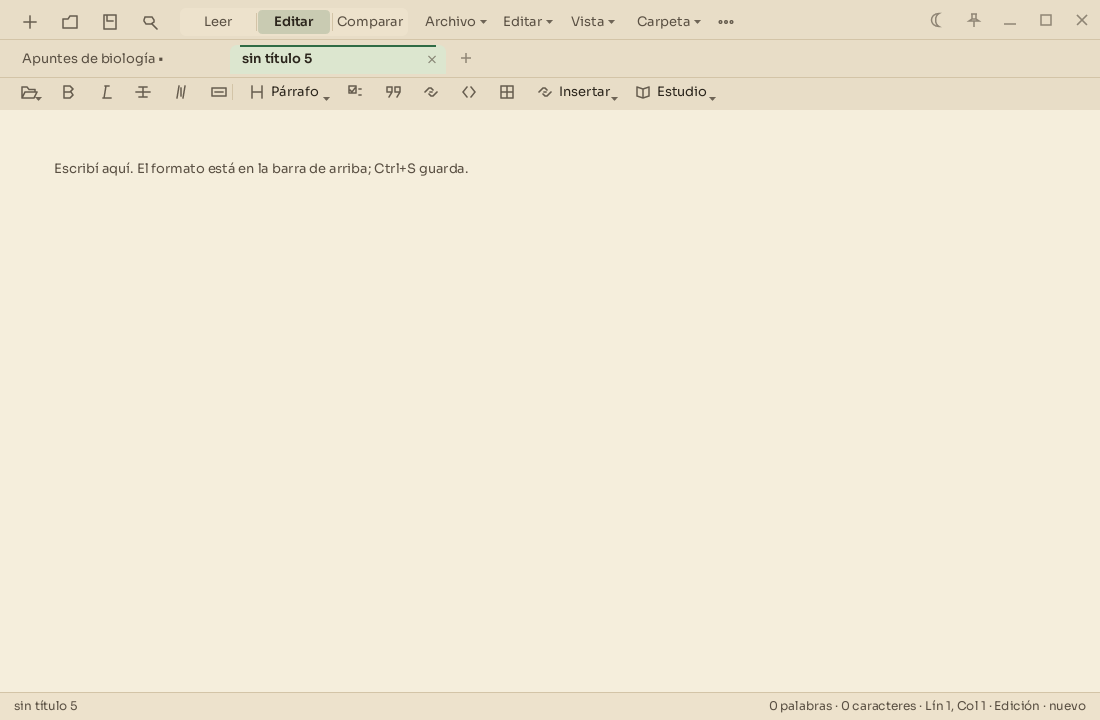 Leer Editar Comparar Archivo Editar Vista Carpeta
Apuntes de biología • sin título 5
Párrafo Insertar Estudio
Escribí aquí. El formato está en la barra de arriba; Ctrl+S guarda.
sin título 5 0 palabras · 0 caracteres · Lín 1, Col 1 · Edición · nuevo